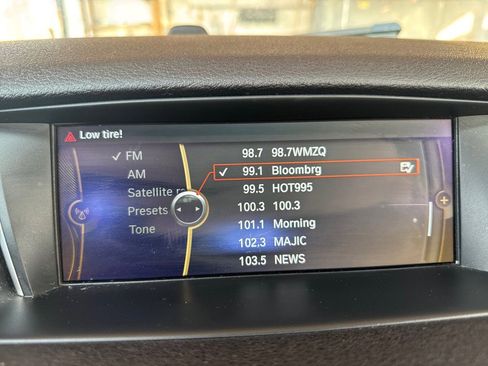 Low tire!
FM
AM
Satellite r
Presets
Tone
98.7 98.7WMZQ
99.1 Bloombrg
99.5 HOT995
100.3 100.3
101.1 Morning
102.3 MAJIC
103.5 NEWS